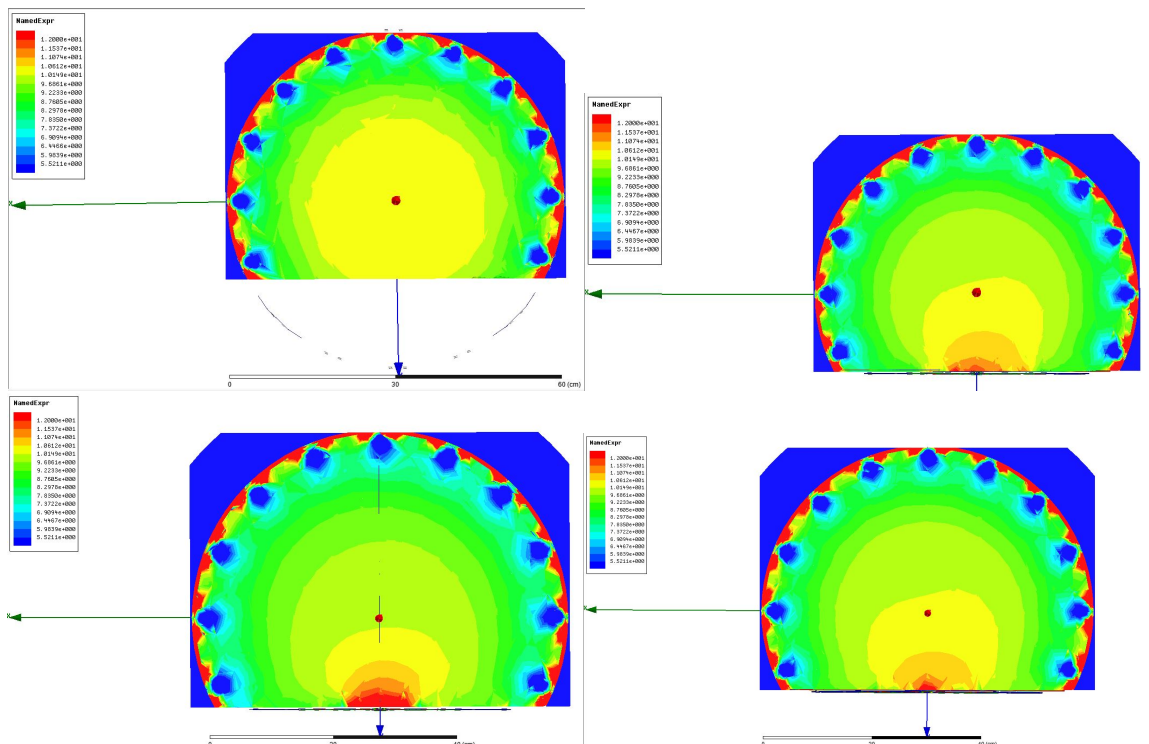 NamedExpr
1.2000e+001
1.1537e+001
1.1074e+001
1.0612e+001
1.0149e+001
9.6861e+000
9.2233e+000
8.7605e+000
8.2978e+000
7.8350e+000
7.3722e+000
6.9094e+000
6.4466e+000
5.9839e+000
5.5211e+000
X
0
30
60 (cm)
NamedExpr
1.2000e+001
1.1537e+001
1.1074e+001
1.0612e+001
1.0149e+001
9.6861e+000
9.2233e+000
8.7605e+000
8.2978e+000
7.8350e+000
7.3722e+000
6.9094e+000
6.4467e+000
5.9839e+000
5.5211e+000
X
NamedExpr
1.2000e+001
1.1537e+001
1.1074e+001
1.0612e+001
1.0149e+001
9.6861e+000
9.2233e+000
8.7605e+000
8.2978e+000
7.8350e+000
7.3722e+000
6.9094e+000
6.4467e+000
5.9839e+000
5.5211e+000
X
NamedExpr
1.2000e+001
1.1537e+001
1.1074e+001
1.0612e+001
1.0149e+001
9.6861e+000
9.2233e+000
8.7605e+000
8.2978e+000
7.8350e+000
7.3722e+000
6.9094e+000
6.4467e+000
5.9839e+000
5.5211e+000
X